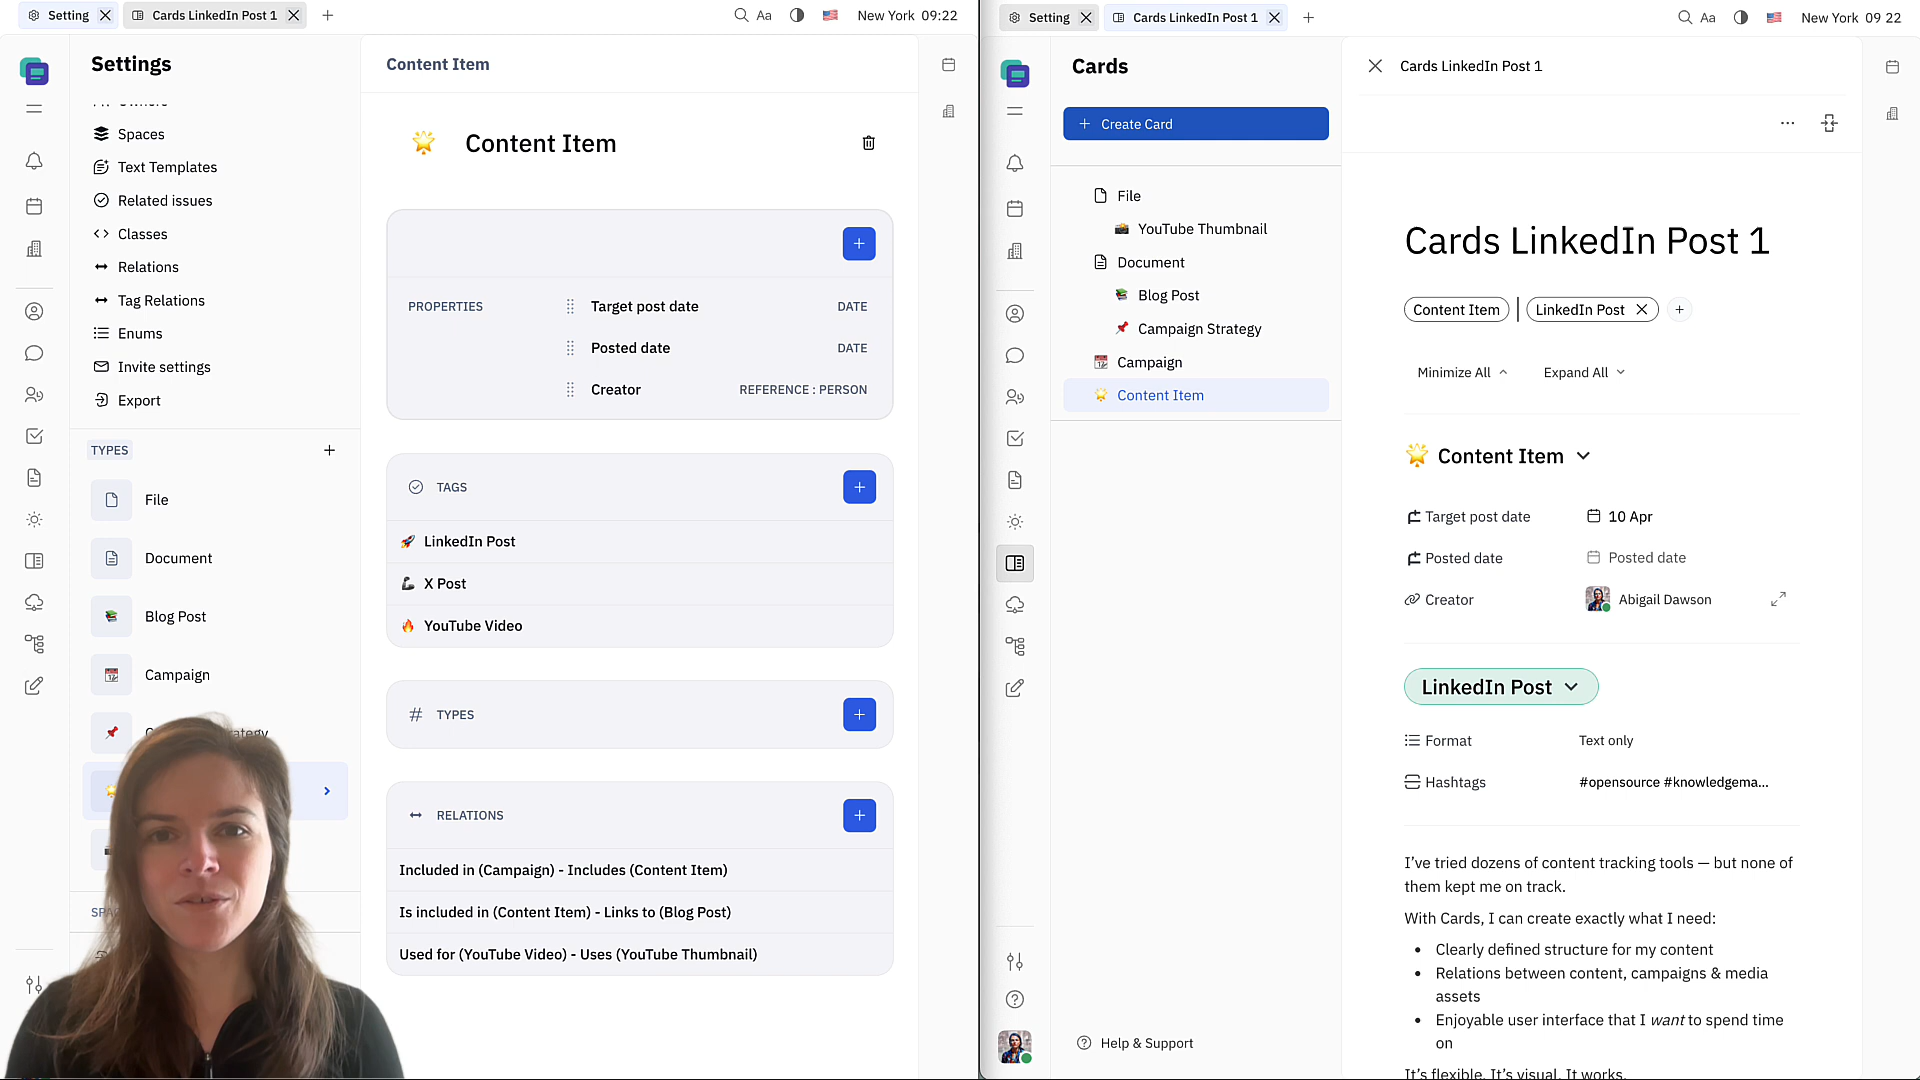 Setting
Cards LinkedIn Post 1
Aa
New York 09:22
Settings
Spaces
Text Templates
Related issues
Classes
Relations
Tag Relations
Enums
Invite settings
Export
TYPES
File
Document
Blog Post
Campaign
Content Item
Content Item
PROPERTIES
Target post date DATE
Posted date DATE
Creator REFERENCE : PERSON
TAGS
LinkedIn Post
X Post
YouTube Video
TYPES
RELATIONS
Included in (Campaign) - Includes (Content Item)
Is included in (Content Item) - Links to (Blog Post)
Used for (YouTube Video) - Uses (YouTube Thumbnail)
Setting
Cards LinkedIn Post 1
Aa
New York 09 22
Cards
Create Card
File
YouTube Thumbnail
Document
Blog Post
Campaign Strategy
Campaign
Content Item
Help & Support
Cards LinkedIn Post 1
Cards LinkedIn Post 1
Content Item
LinkedIn Post
Minimize All
Expand All
Content Item
Target post date 10 Apr
Posted date Posted date
Creator Abigail Dawson
LinkedIn Post
Format Text only
Hashtags #opensource #knowledgema...
I've tried dozens of content tracking tools — but none of
them kept me on track.
With Cards, I can create exactly what I need:
• Clearly defined structure for my content
• Relations between content, campaigns & media
assets
• Enjoyable user interface that I want to spend time
on
It's flexible. It's visual. It works.